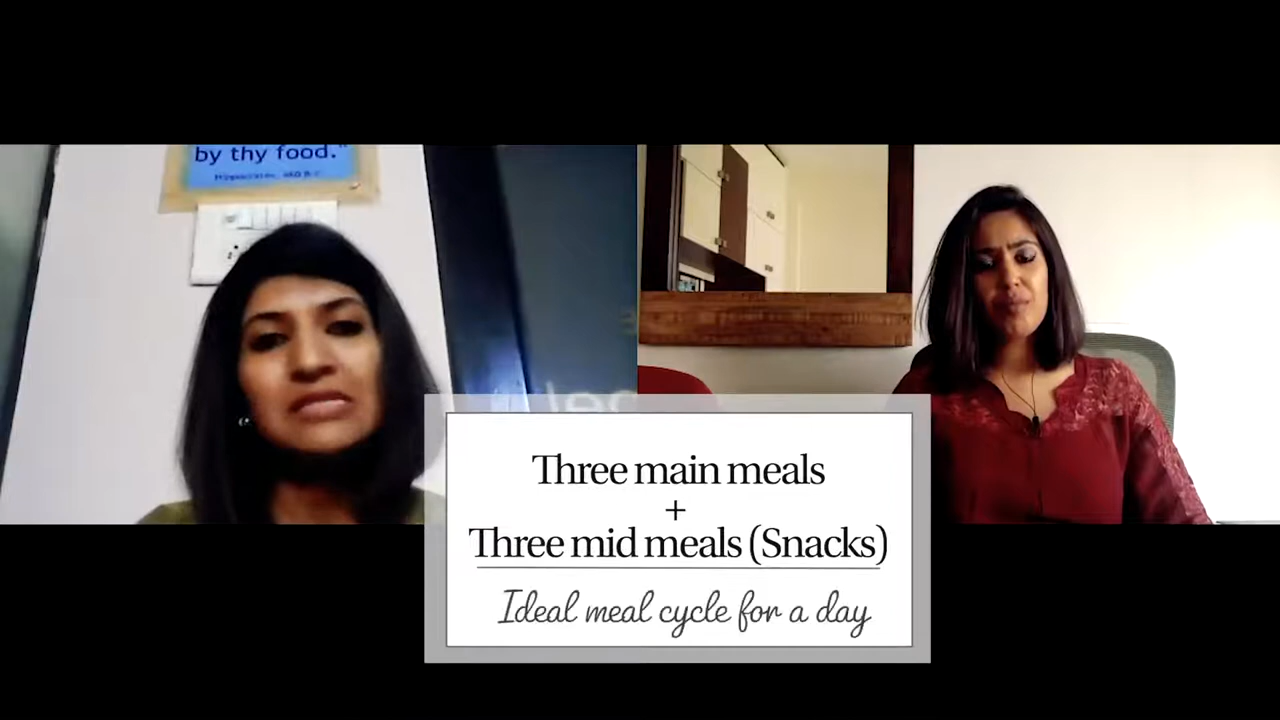 by thy food."
Three main meals
+
Three mid meals (Snacks)
Ideal meal cycle for a day